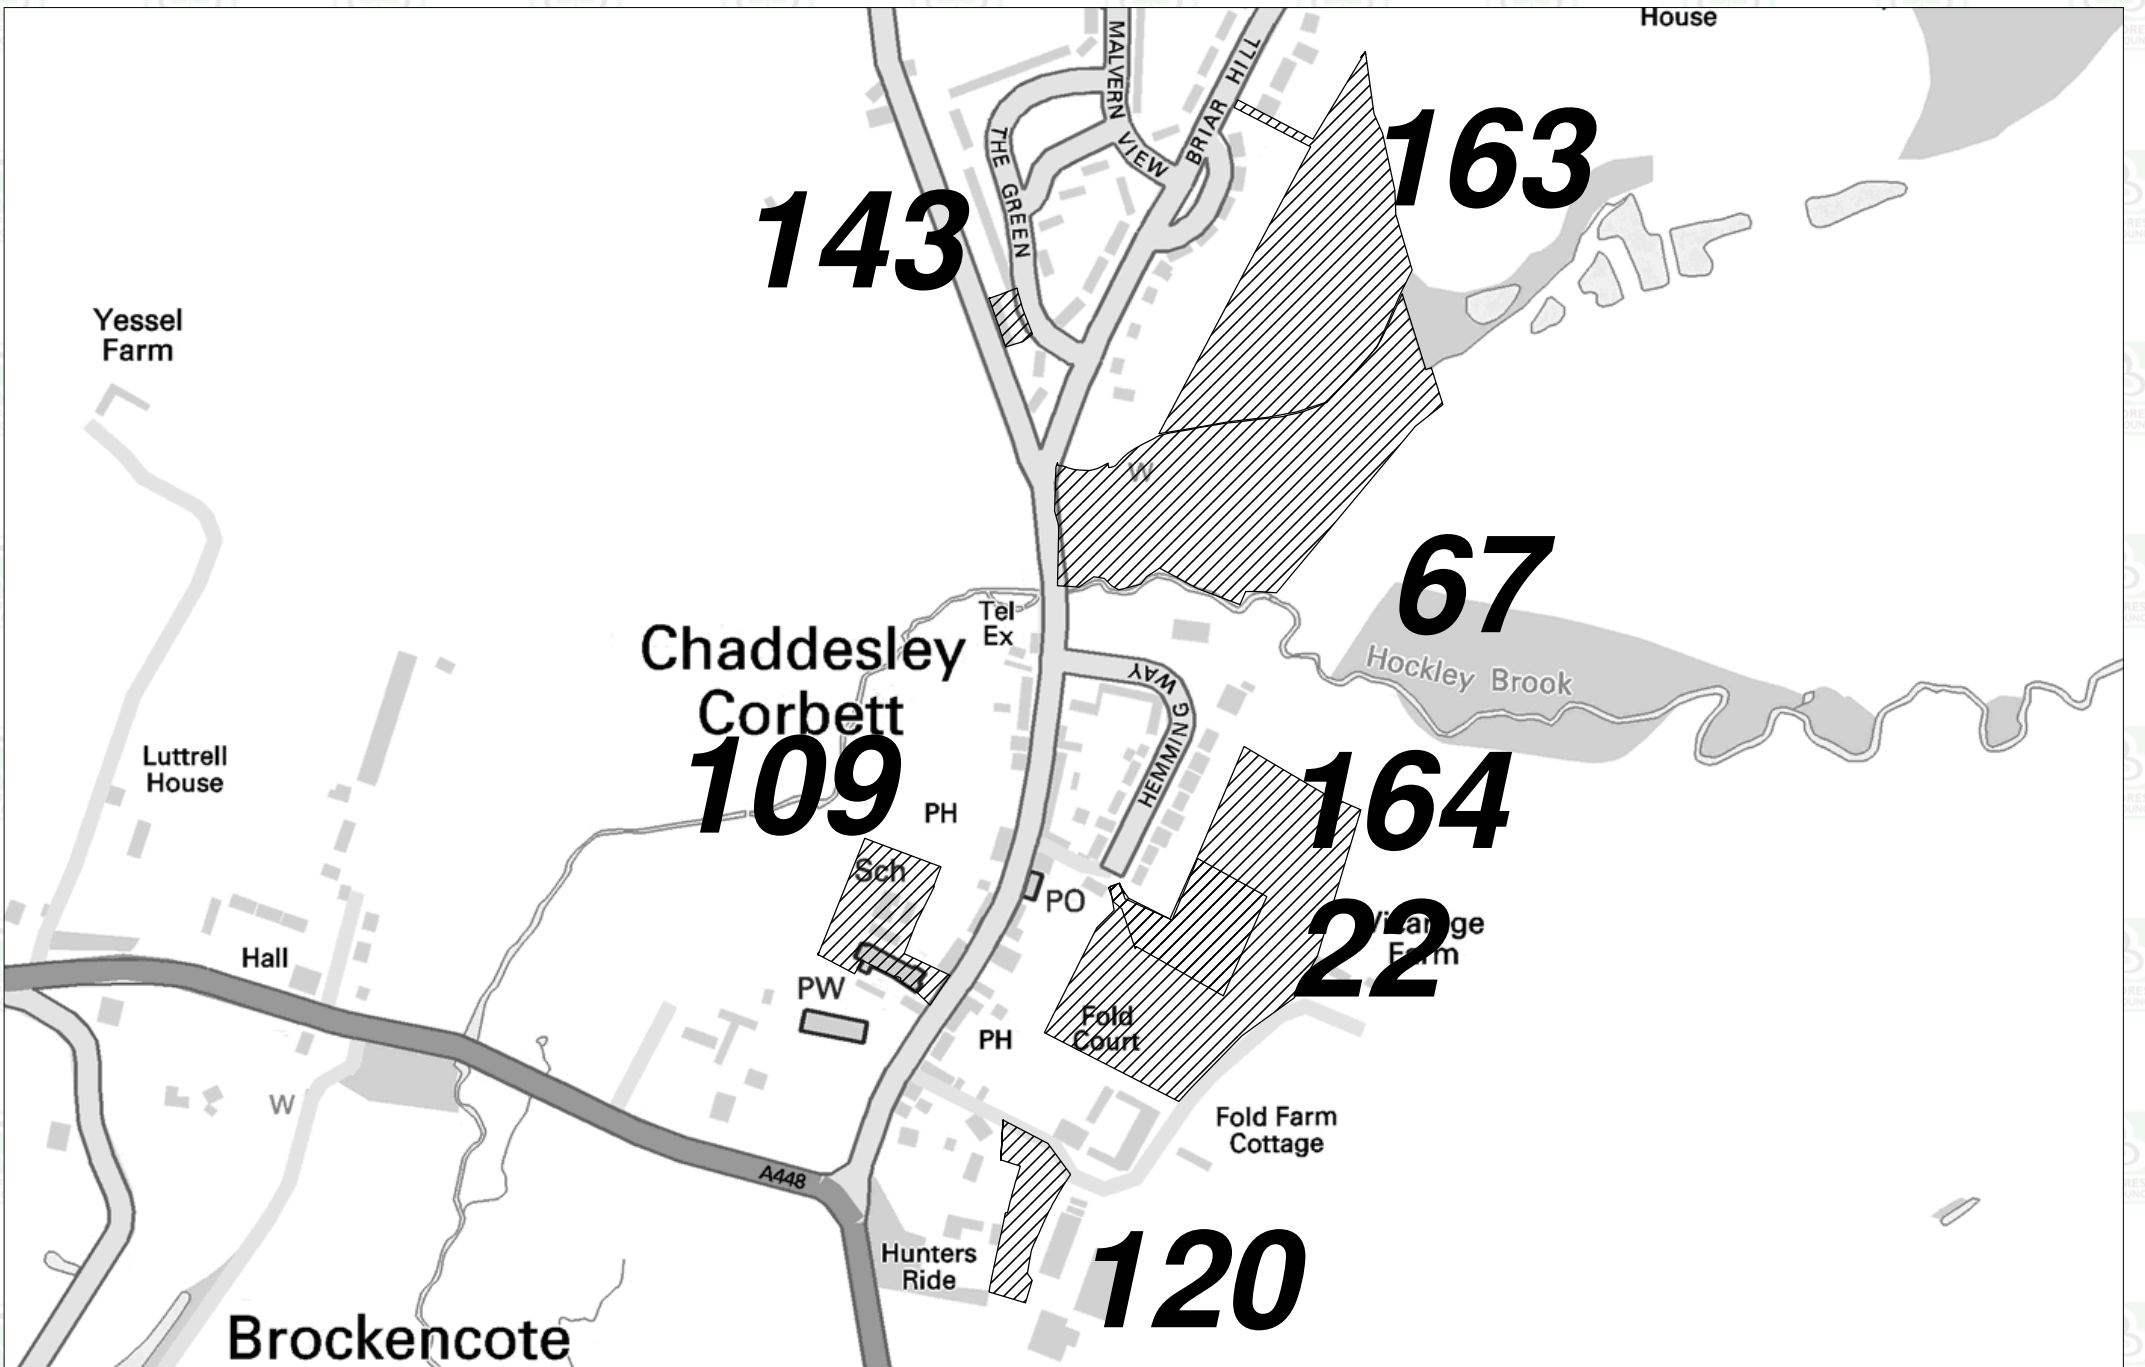 House
MALVERN
VIEW
BRIAR HILL
THE GREEN
163
143
Yessel
Farm
W
67
Tel
Ex
Chaddesley
Corbett
HEMMING WAY
Hockley Brook
Luttrell
House
109
PH
164
Sch
PO
22
Vicarage
Farm
Hall
PW
Fold
Court
PH
W
Fold Farm
Cottage
A448
Hunters
Ride
120
Brockencote